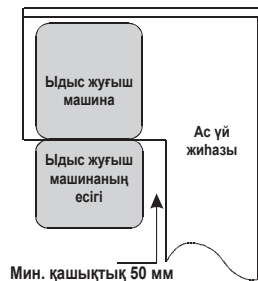 Ыдыс жуғыш
машина
Ас үй
жиһазы
Ыдыс жуғыш
машинаның
есігі
Мин. қашықтық 50 мм